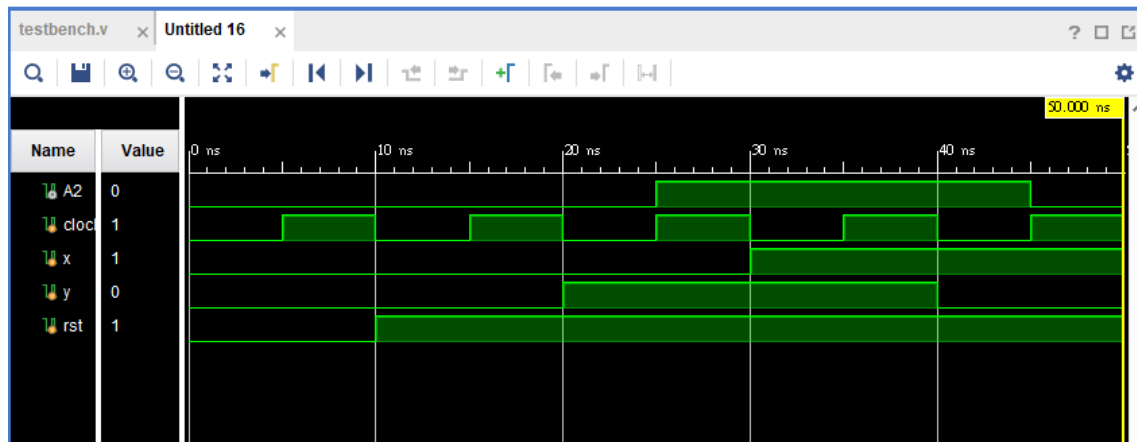 testbench.v × Untitled 16 × ?
50.000 ns
Name Value 0 ns 10 ns 20 ns 30 ns 40 ns
A2 0
cloc 1
x 1
y 0
rst 1